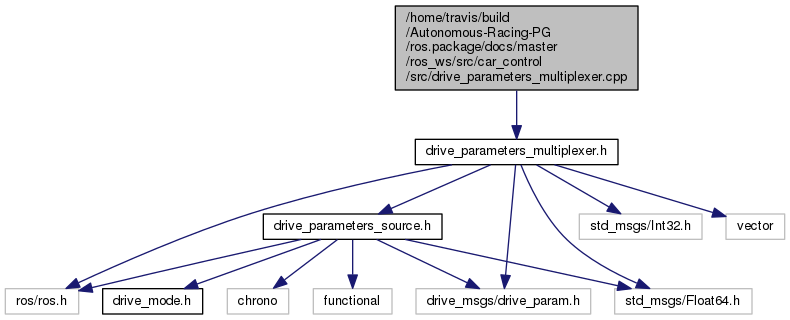 /home/travis/build
/Autonomous-Racing-PG
/ros.package/docs/master
/ros_ws/src/car_control
/src/drive_parameters_multiplexer.cpp
drive_parameters_multiplexer.h
drive_parameters_source.h
std_msgs/Int32.h
vector
ros/ros.h
drive_mode.h
chrono
functional
drive_msgs/drive_param.h
std_msgs/Float64.h